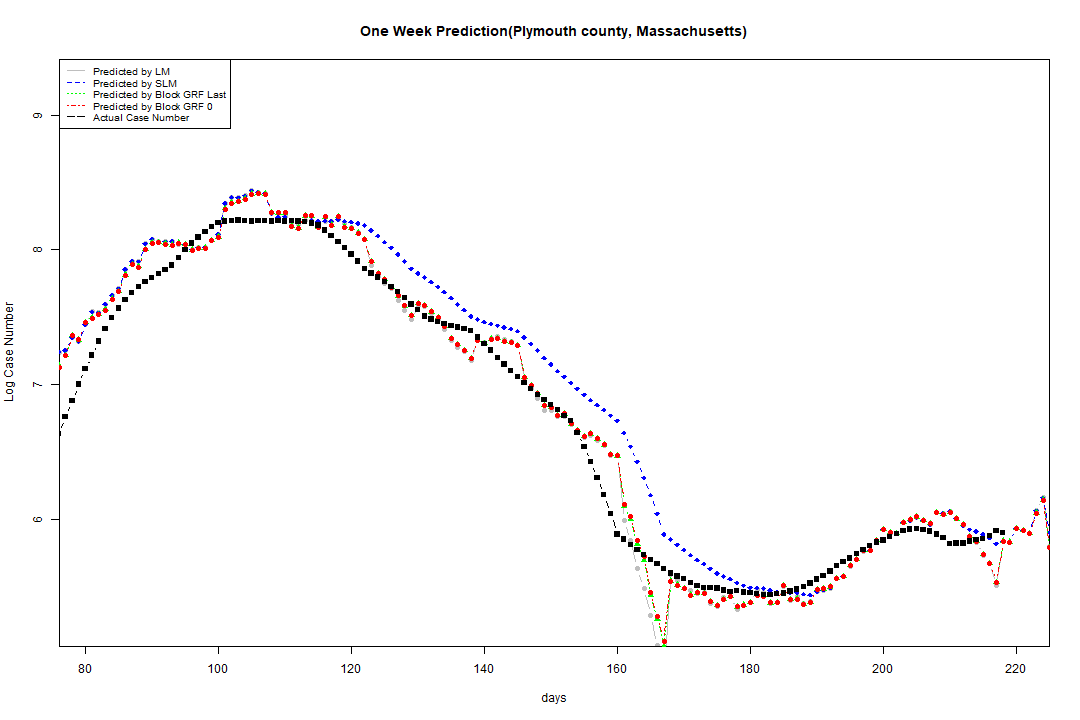 One Week Prediction(Plymouth county, Massachusetts)
Predicted by LM
Predicted by SLM
Predicted by Block GRF Last
Predicted by Block GRF 0
Actual Case Number
Log Case Number
9
8
7
6
80 100 120 140 160 180 200 220
days